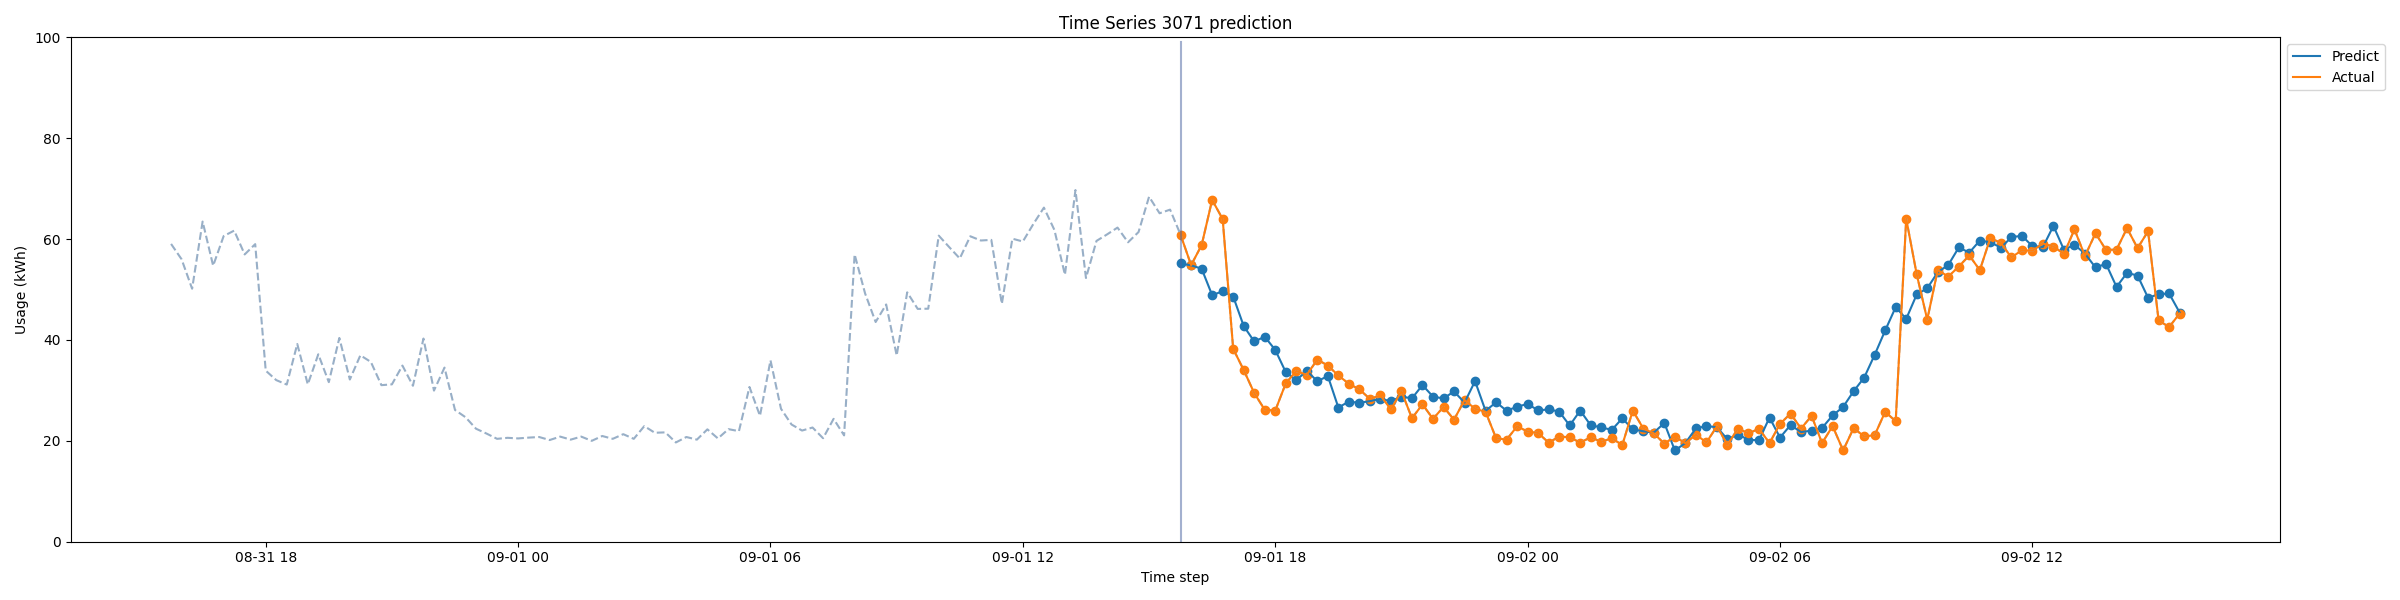 Time Series 3071 prediction
100
80
60
40
20
0
Usage (kWh)
08-31 18
09-01 00
09-01 06
09-01 12
09-01 18
09-02 00
09-02 06
09-02 12
Time step
Predict
Actual